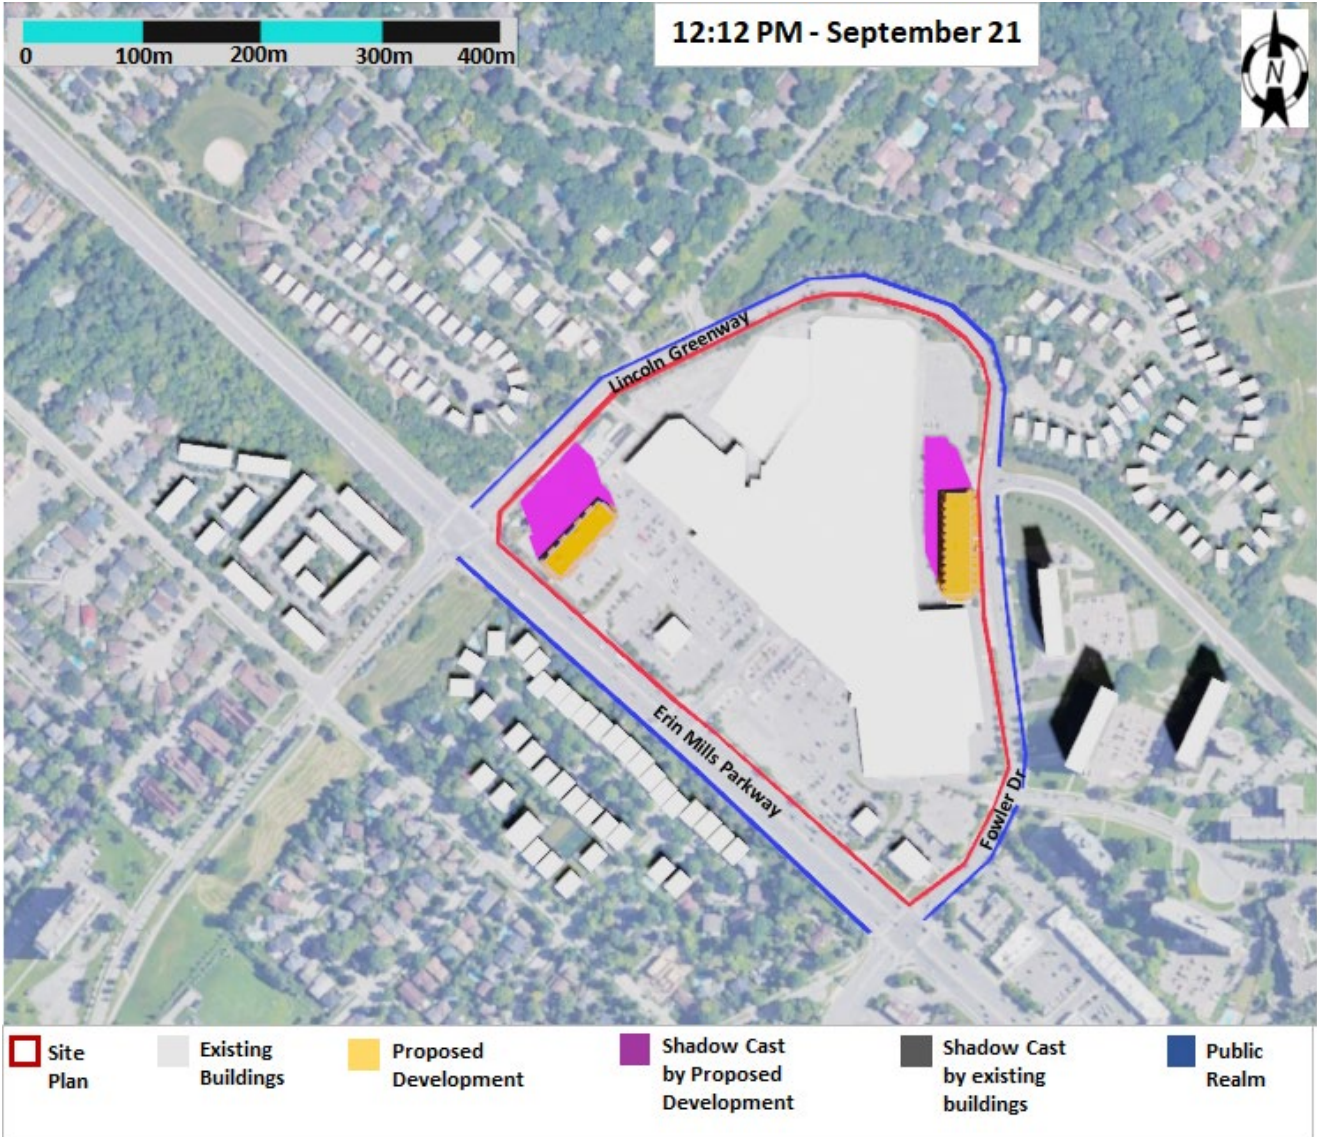 12:12 PM - September 21
N
0 100m 200m 300m 400m
Lincoln Greenway
Erin Mills Parkway
Fowler Dr
Site
Plan
Existing
Buildings
Proposed
Development
Shadow Cast
by Proposed
Development
Shadow Cast
by existing
buildings
Public
Realm